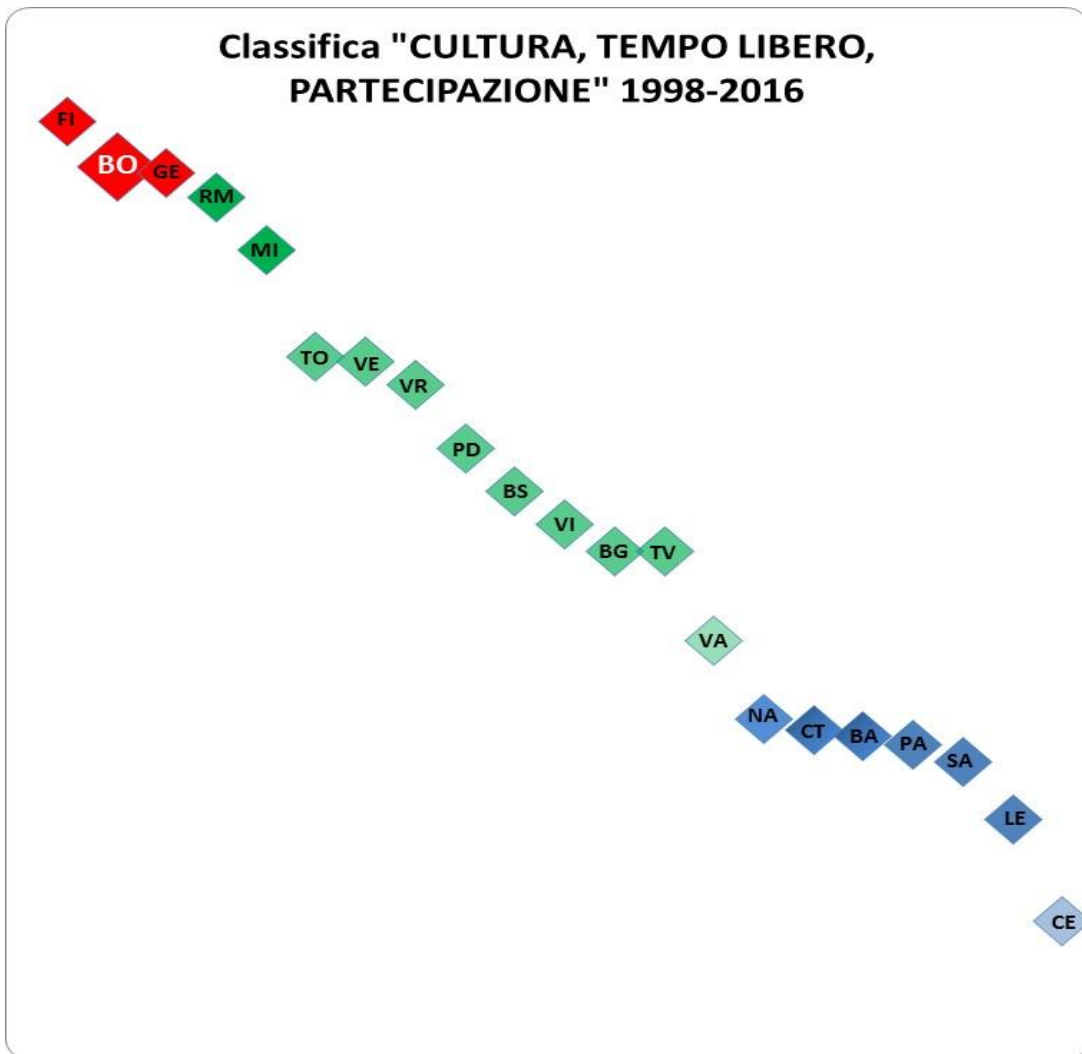 Classifica "CULTURA, TEMPO LIBERO,
PARTECIPAZIONE" 1998-2016
FI
BO
GE
RM
MI
TO
VE
VR
PD
BS
VI
BG
TV
VA
NA
CT
BA
PA
SA
LE
CE